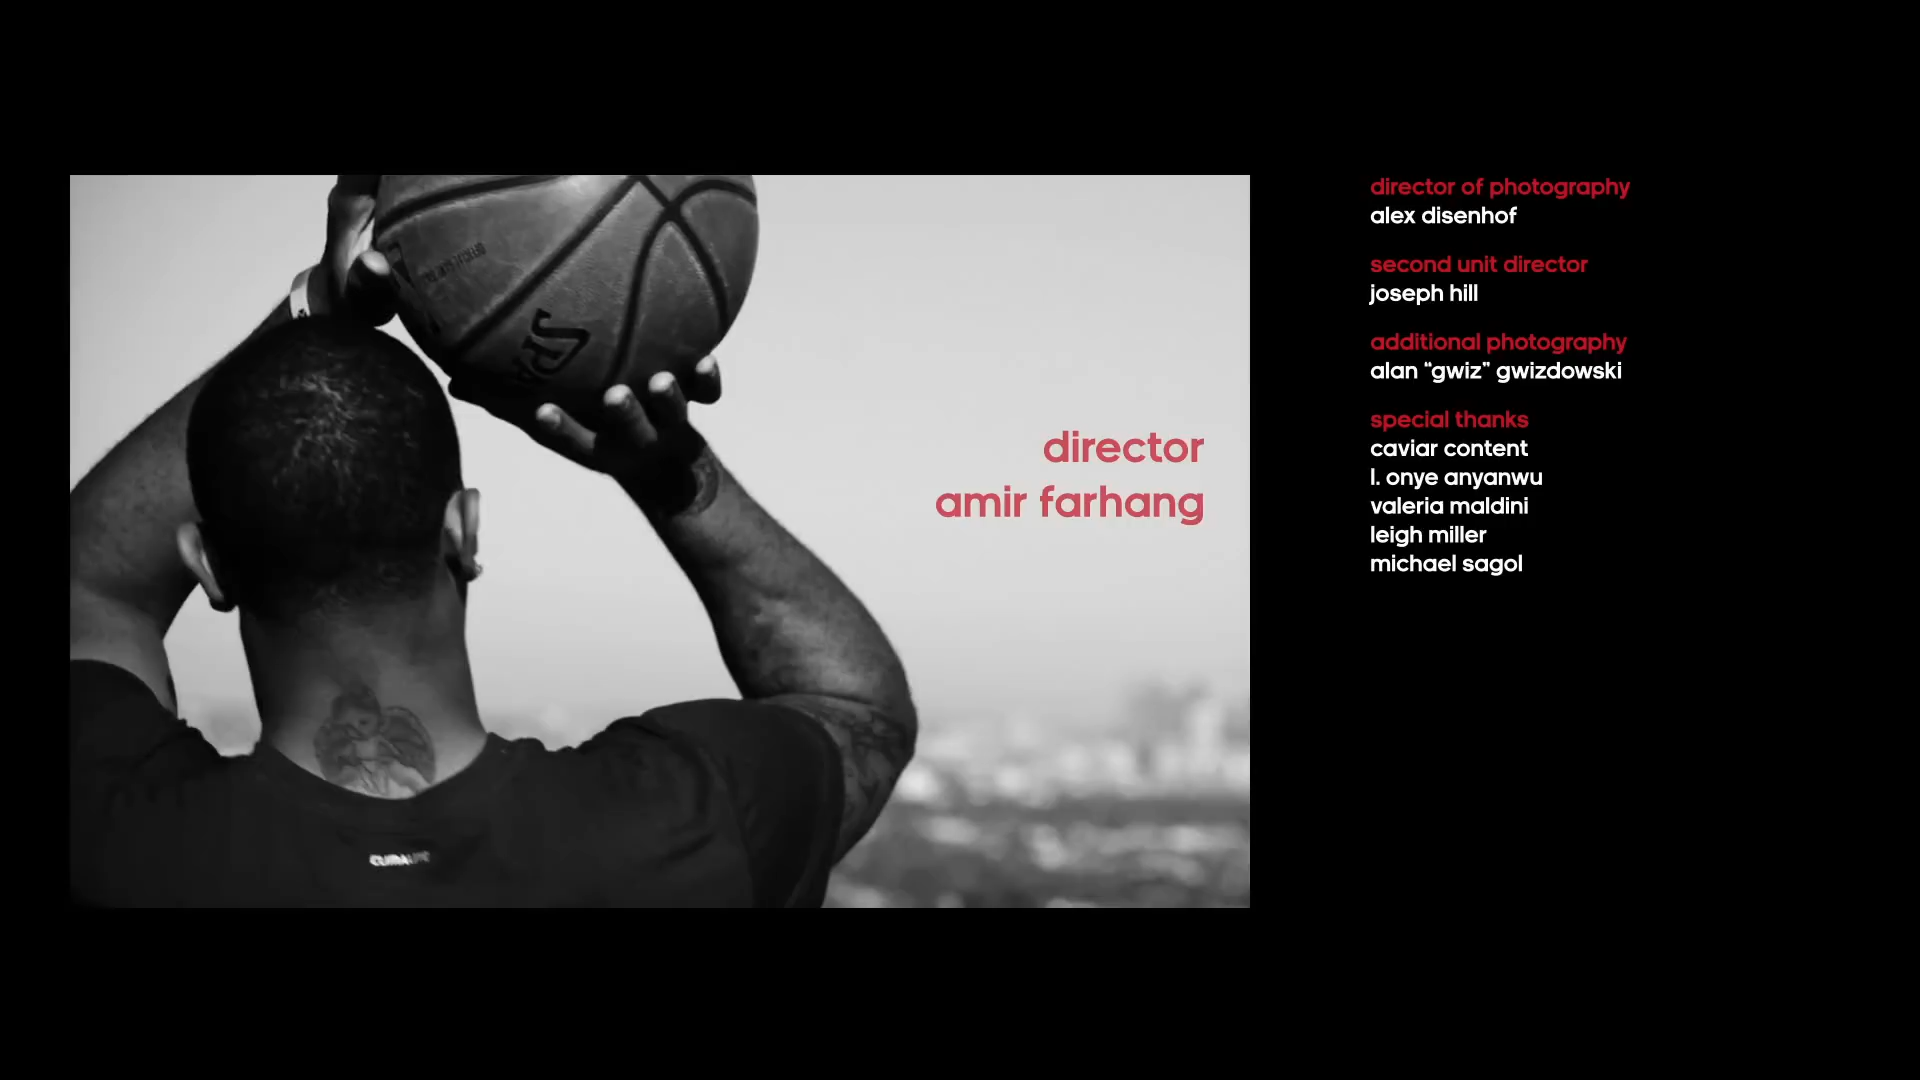 director
amir farhang
director of photography
alex disenhof
second unit director
joseph hill
additional photography
alan “gwiz” gwizdowski
special thanks
caviar content
l. onye anyanwu
valeria maldini
leigh miller
michael sagol